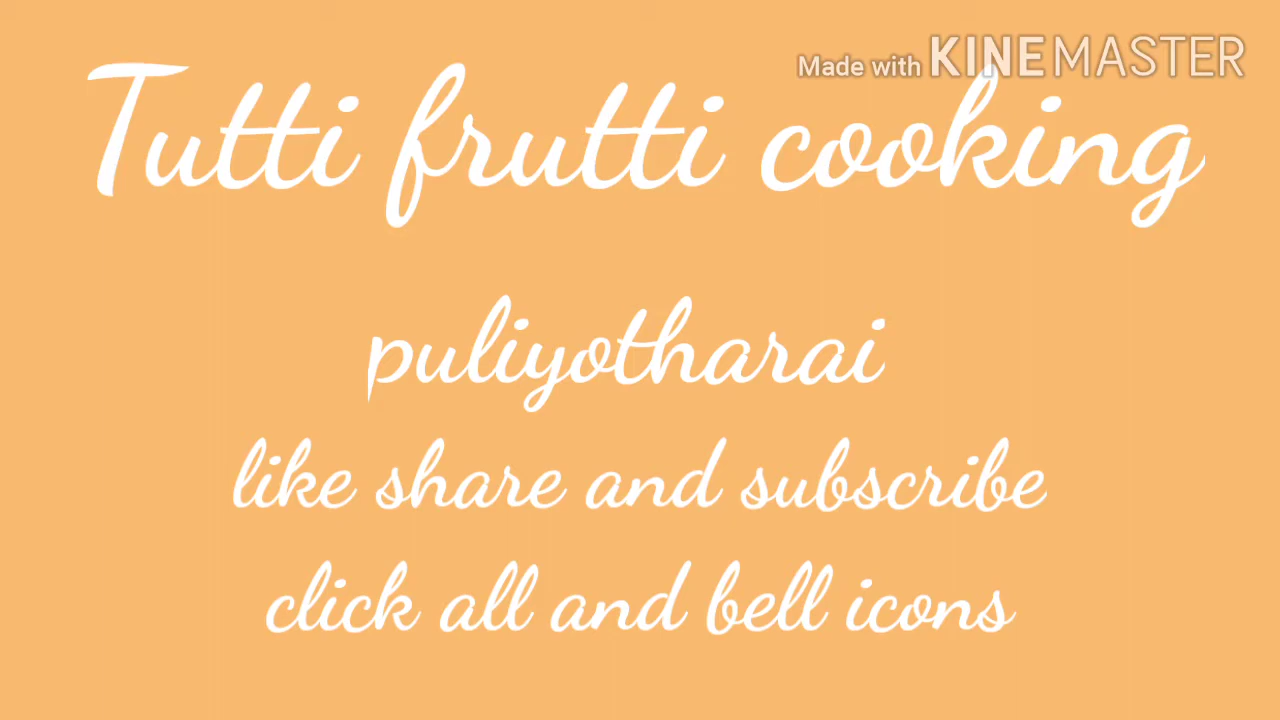 Made with KINEMASTER
Tutti frutti cooking
puliyotharai
like share and subscribe
click all and bell icons